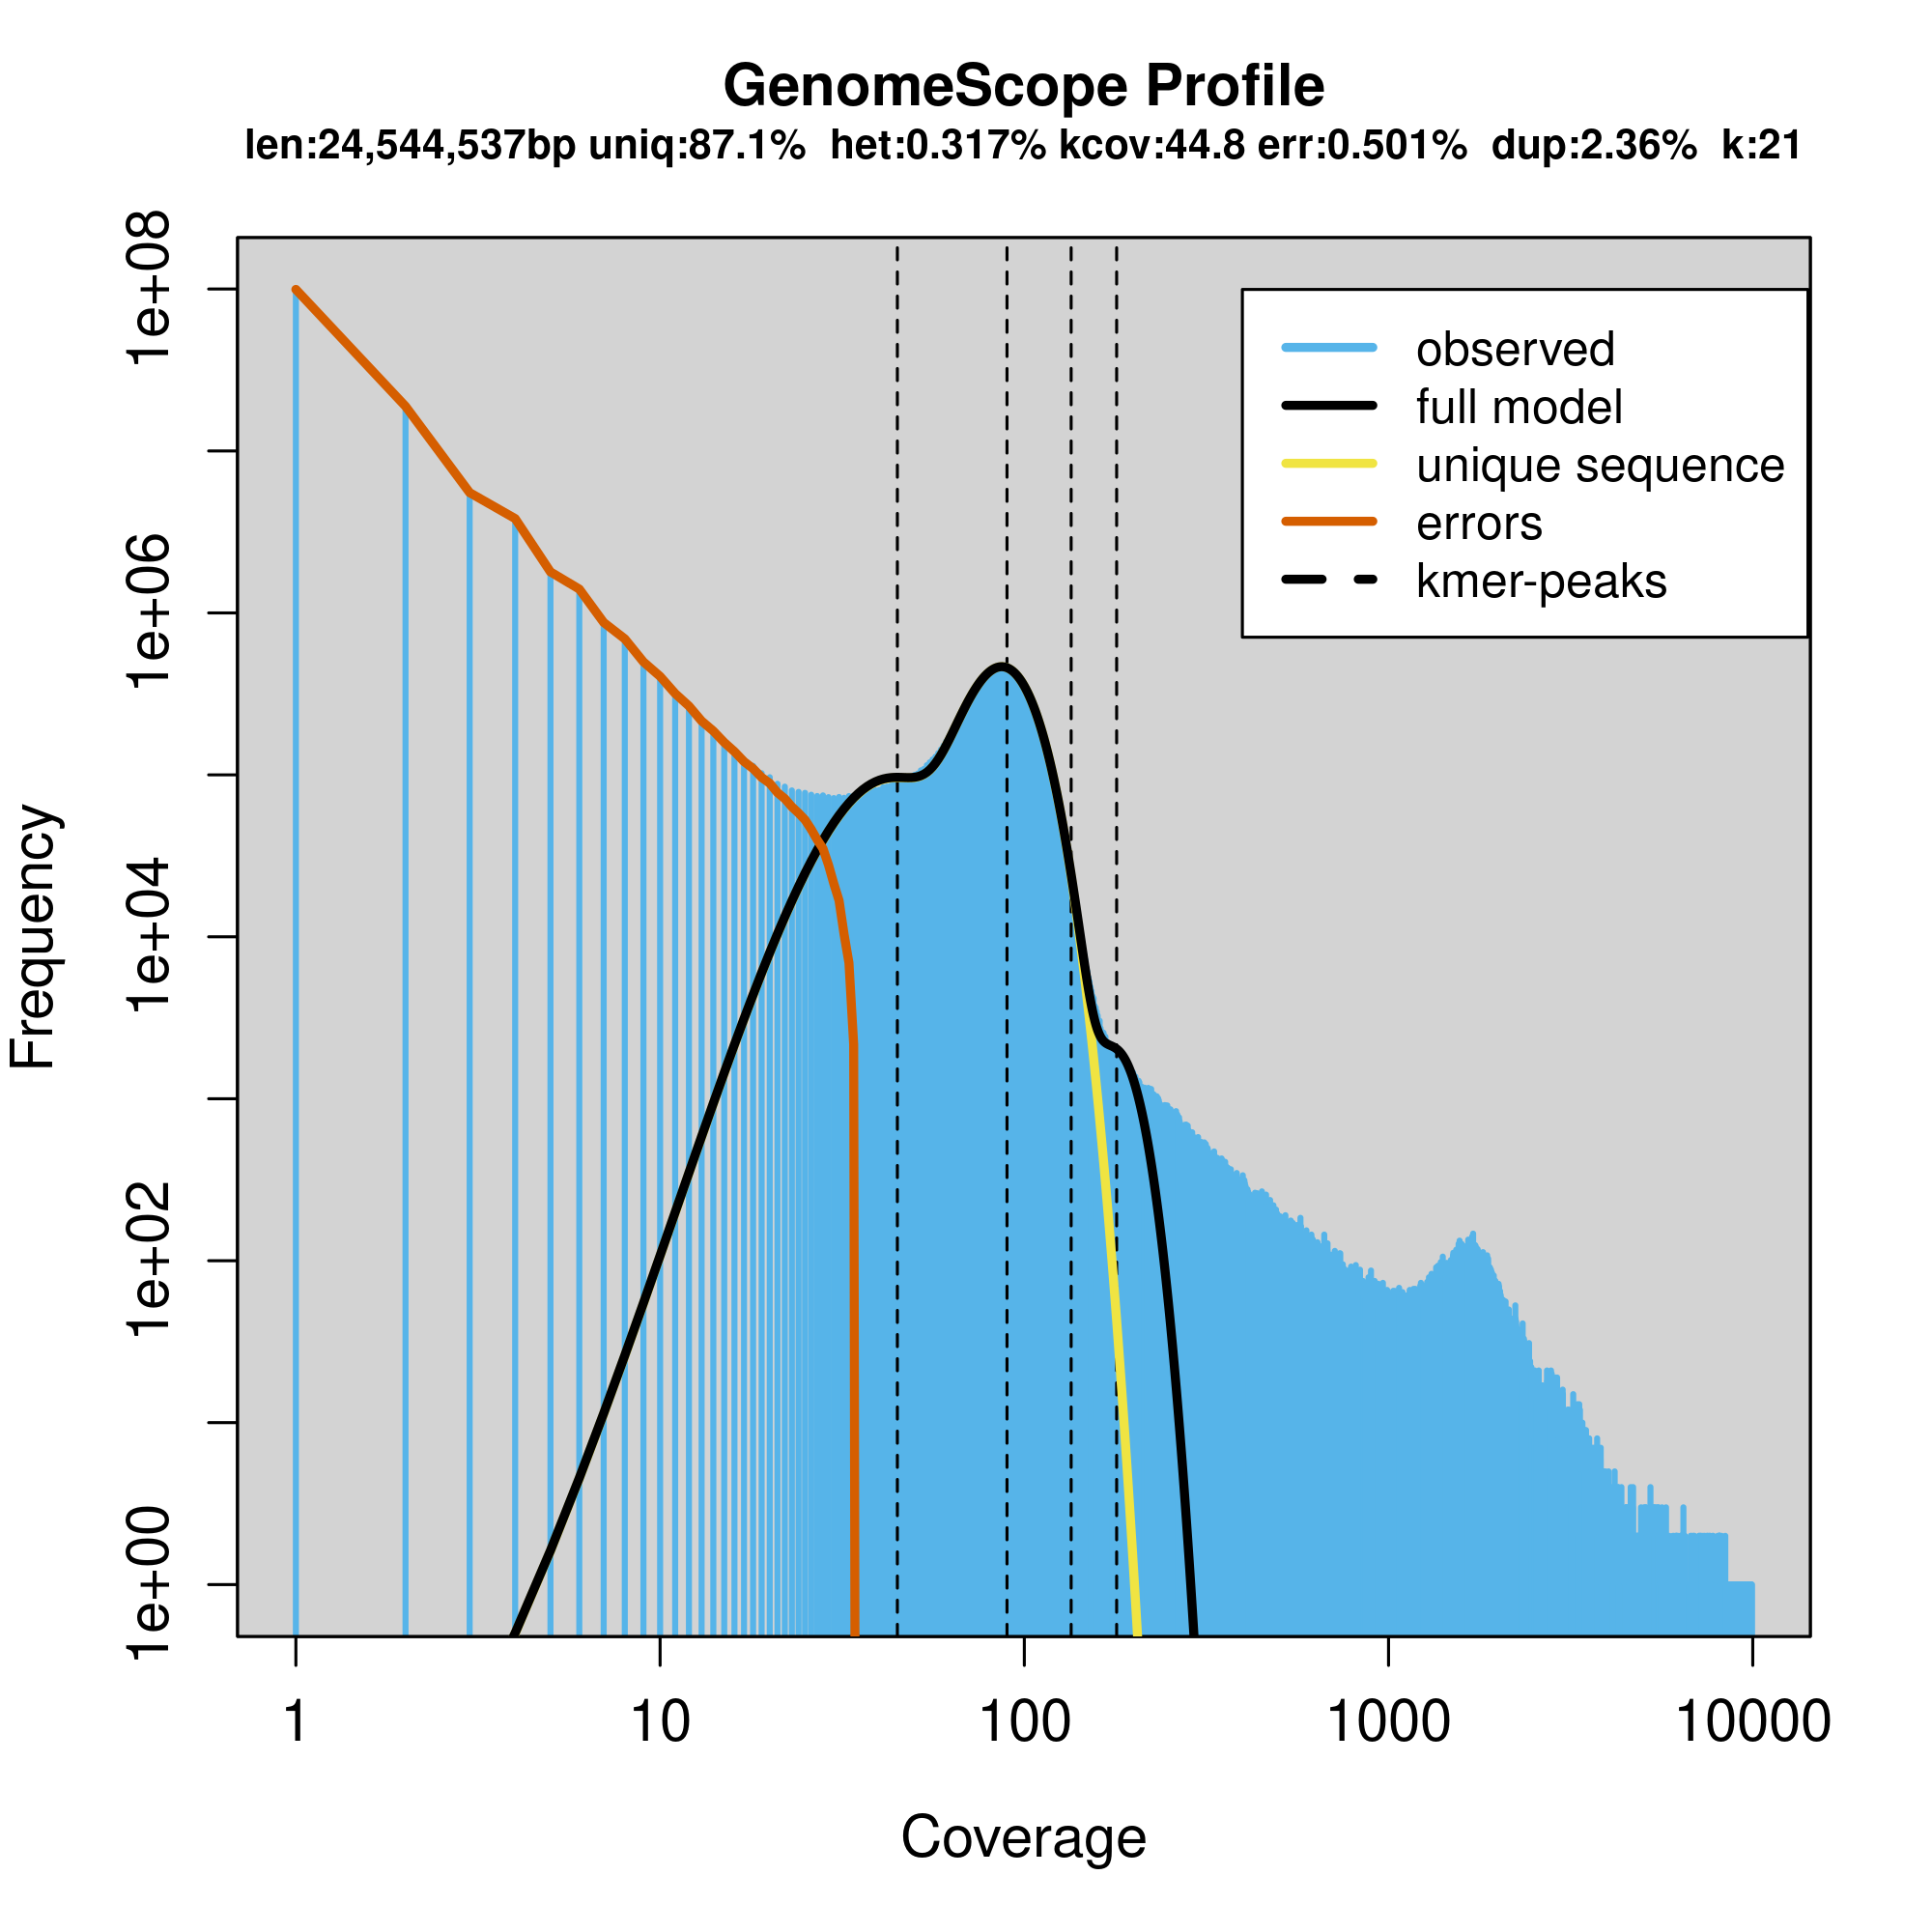 GenomeScope Profile
len:24,544,537bp uniq:87.1% het:0.317% kcov:44.8 err:0.501% dup:2.36% k:21
1e+08
1e+06
1e+04
1e+02
1e+00
Frequency
observed
full model
unique sequence
errors
kmer-peaks
1 10 100 1000 10000
Coverage